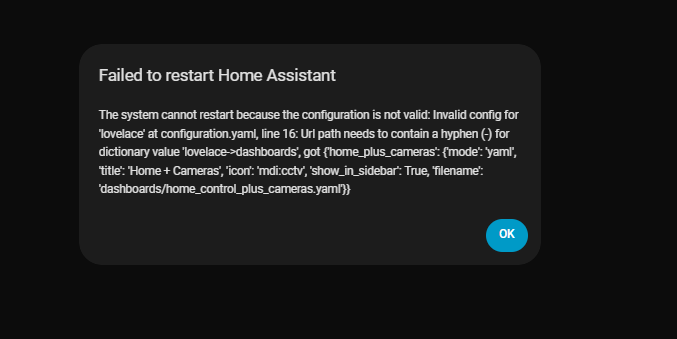 Failed to restart Home Assistant
The system cannot restart because the configuration is not valid: Invalid config for
'lovelace' at configuration.yaml, line 16: Url path needs to contain a hyphen (-) for
dictionary value 'lovelace->dashboards', got {'home_plus_cameras': {'mode': 'yaml',
'title': 'Home + Cameras', 'icon': 'mdi:cctv', 'show_in_sidebar': True, 'filename':
'dashboards/home_control_plus_cameras.yaml'}}
OK